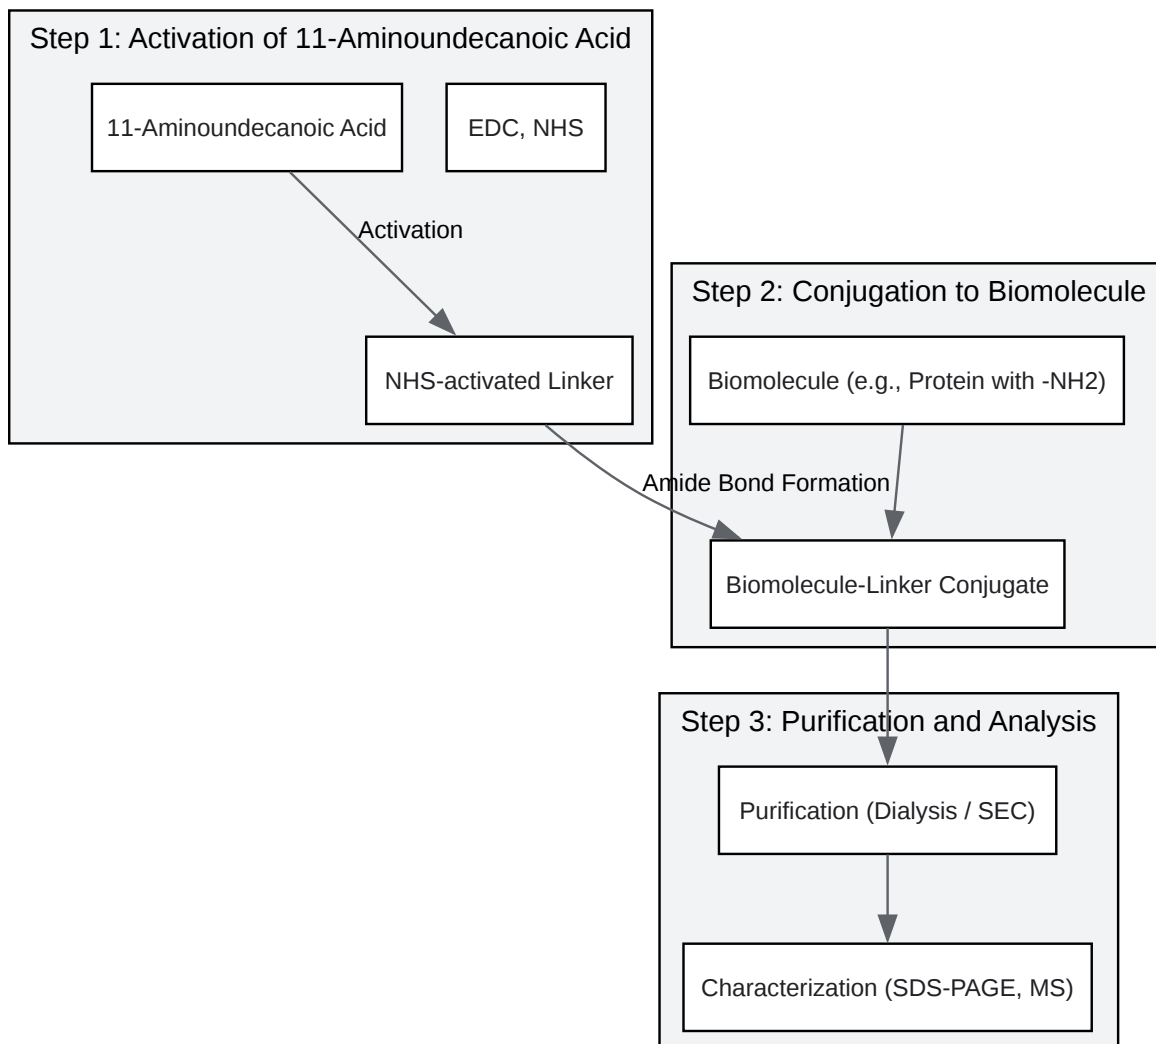 Step 1: Activation of 11-Aminoundecanoic Acid
11-Aminoundecanoic Acid
EDC, NHS
Activation
NHS-activated Linker
Step 2: Conjugation to Biomolecule
Biomolecule (e.g., Protein with -NH2)
Amide Bond Formation
Biomolecule-Linker Conjugate
Step 3: Purification and Analysis
Purification (Dialysis / SEC)
Characterization (SDS-PAGE, MS)